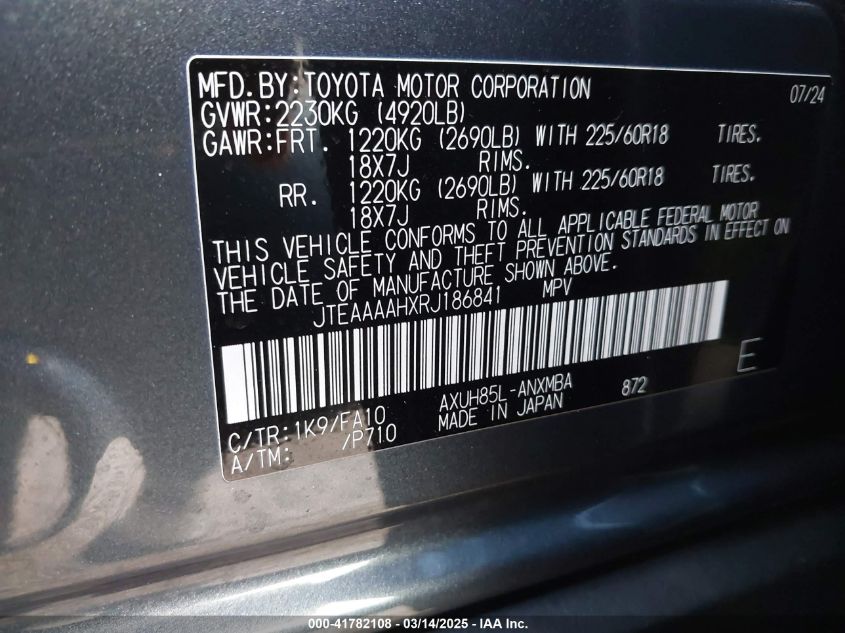 MFD.BY:TOYOTA MOTOR CORPORATION 07/24
GVWR:2230KG (4920LB)
GAWR:FRT. 1220KG (2690LB) WITH 225/60R18 TIRES.
18X7J RIMS.
RR. 1220KG (2690LB) WITH 225/60R18 TIRES.
18X7J RIMS.
THIS VEHICLE CONFORMS TO ALL APPLICABLE FEDERAL MOTOR
VEHICLE SAFETY AND THEFT PREVENTION STANDARDS IN EFFECT ON
THE DATE OF MANUFACTURE SHOWN ABOVE.
JTEAAAAHXRJ186841 MPV
E
C/TR:1K9/FA10 AXUH85L-ANXMBA 872
A/TM: /P710 MADE IN JAPAN
000-41782108 - 03/14/2025 - IAA Inc.